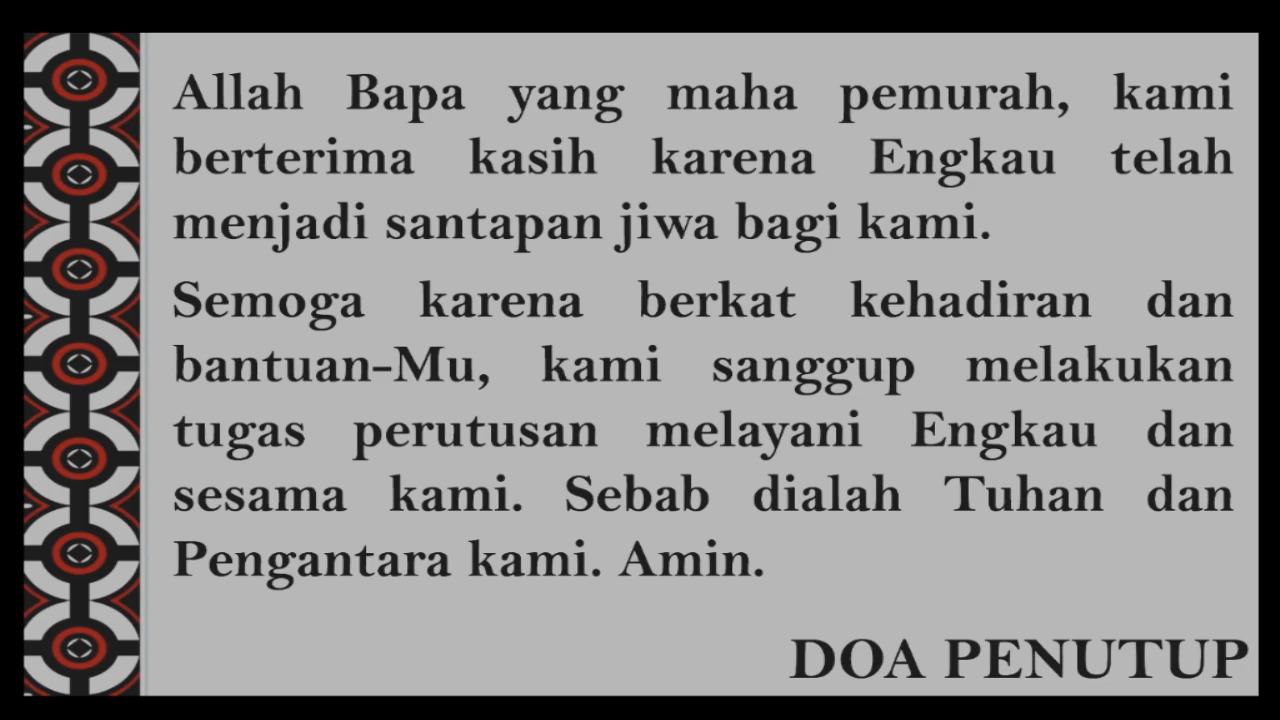 Allah Bapa yang maha pemurah, kami
berterima kasih karena Engkau telah
menjadi santapan jiwa bagi kami.
Semoga karena berkat kehadiran dan
bantuan-Mu, kami sanggup melakukan
tugas perutusan melayani Engkau dan
sesama kami. Sebab dialah Tuhan dan
Pengantara kami. Amin.
DOA PENUTUP